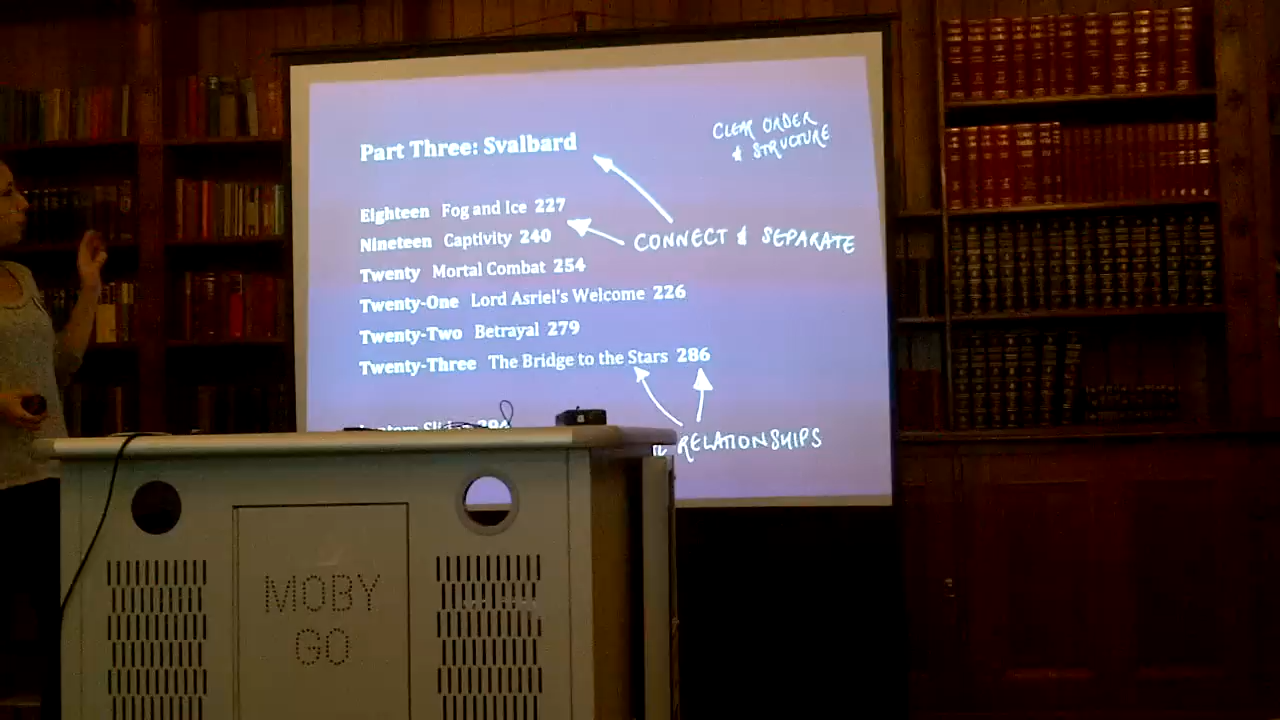 Part Three: Svalbard
CLEAR ORDER
& STRUCTURE
Eighteen Fog and Ice 227
Nineteen Captivity 240
CONNECT & SEPARATE
Twenty Mortal Combat 254
Twenty-One Lord Asriel's Welcome 226
Twenty-Two Betrayal 279
Twenty-Three The Bridge to the Stars 286
RELATIONSHIPS
MOBY
GO